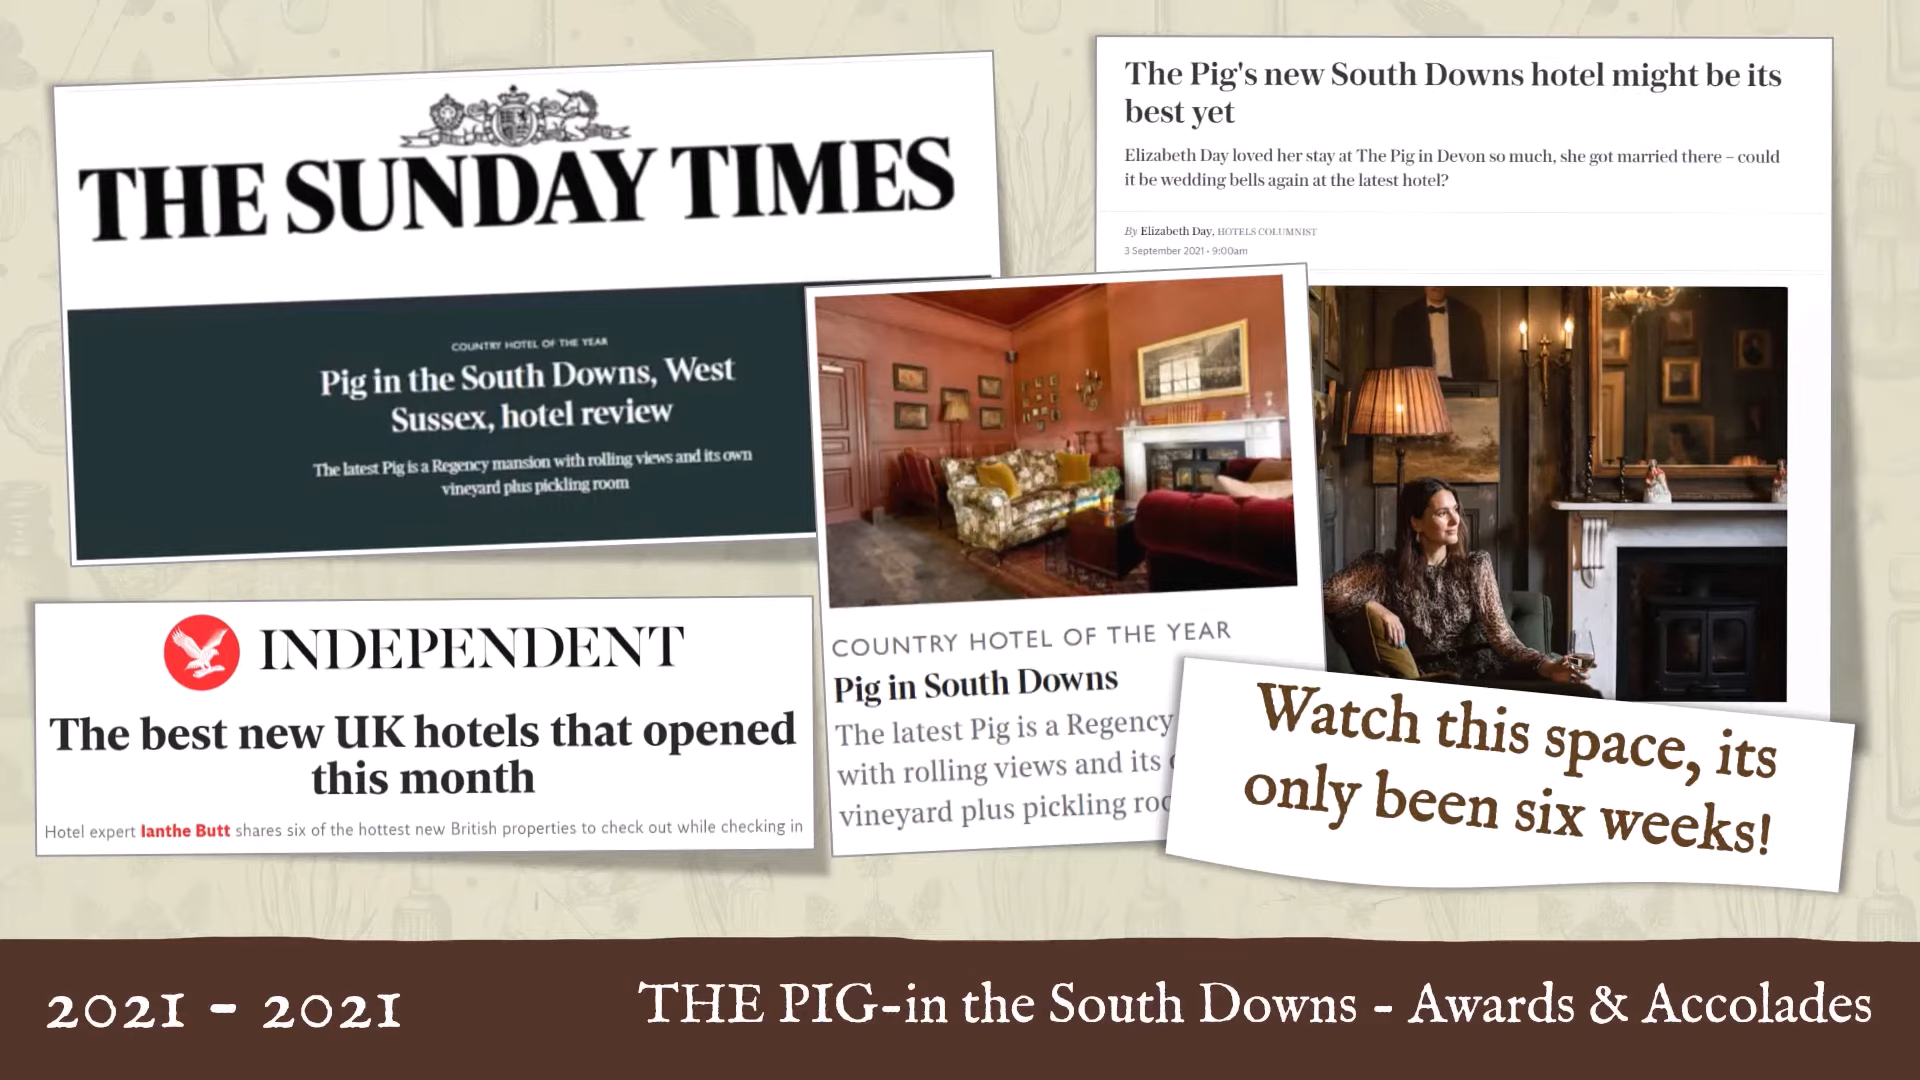 THE SUNDAY TIMES
COUNTRY HOTEL OF THE YEAR
Pig in the South Downs, West
Sussex, hotel review
The latest Pig is a Regency mansion with rolling views and its own
vineyard plus pickling room
The Pig's new South Downs hotel might be its
best yet
Elizabeth Day loved her stay at The Pig in Devon so much, she got married there – could
it be wedding bells again at the latest hotel?
By Elizabeth Day, HOTELS COLUMNIST
3 September 2021 • 9:00am
INDEPENDENT
The best new UK hotels that opened
this month
Hotel expert Ianthe Butt shares six of the hottest new British properties to check out while checking in
COUNTRY HOTEL OF THE YEAR
Pig in South Downs
The latest Pig is a Regency
with rolling views and its
vineyard plus pickling
Watch this space, its
only been six weeks!
2021 - 2021
THE PIG-in the South Downs - Awards & Accolades